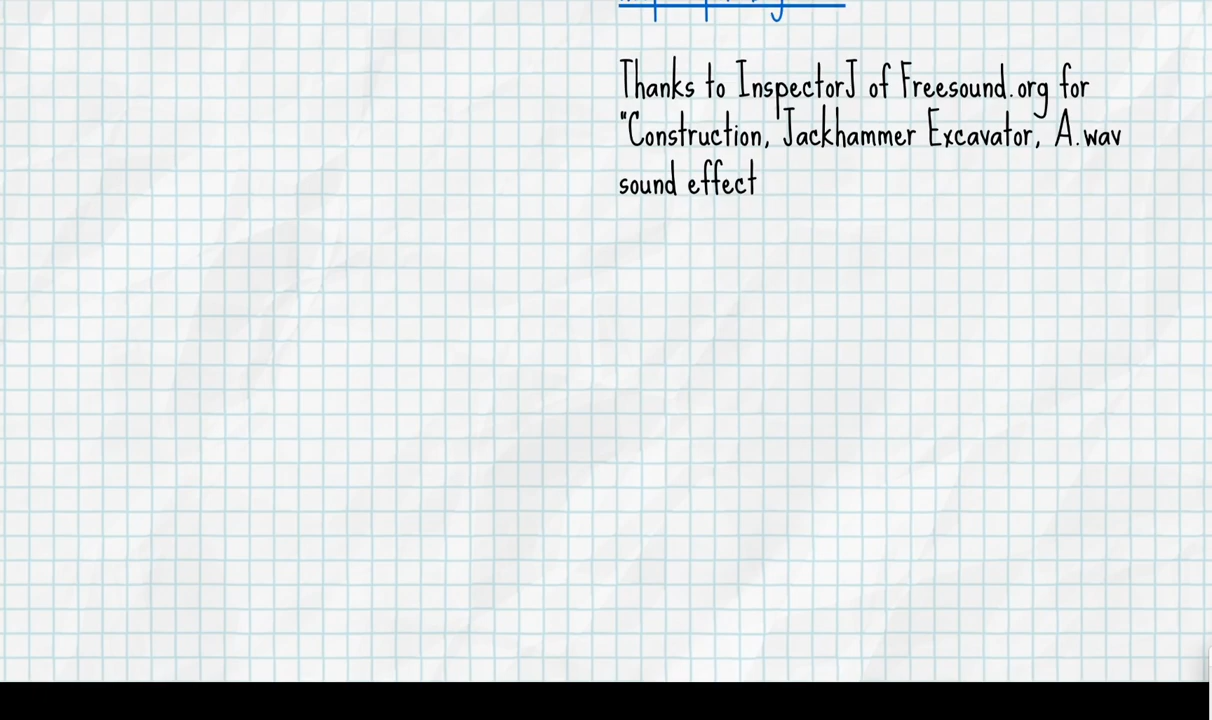 Thanks to InspectorJ of Freesound.org for
"Construction, Jackhammer Excavator, A.wav
sound effect